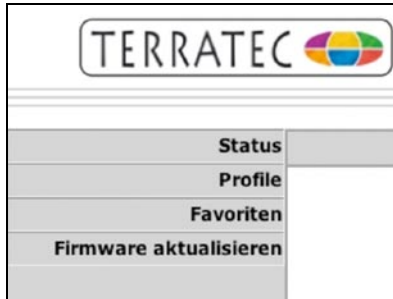 TERRATEC
Status
Profile
Favoriten
Firmware aktualisieren